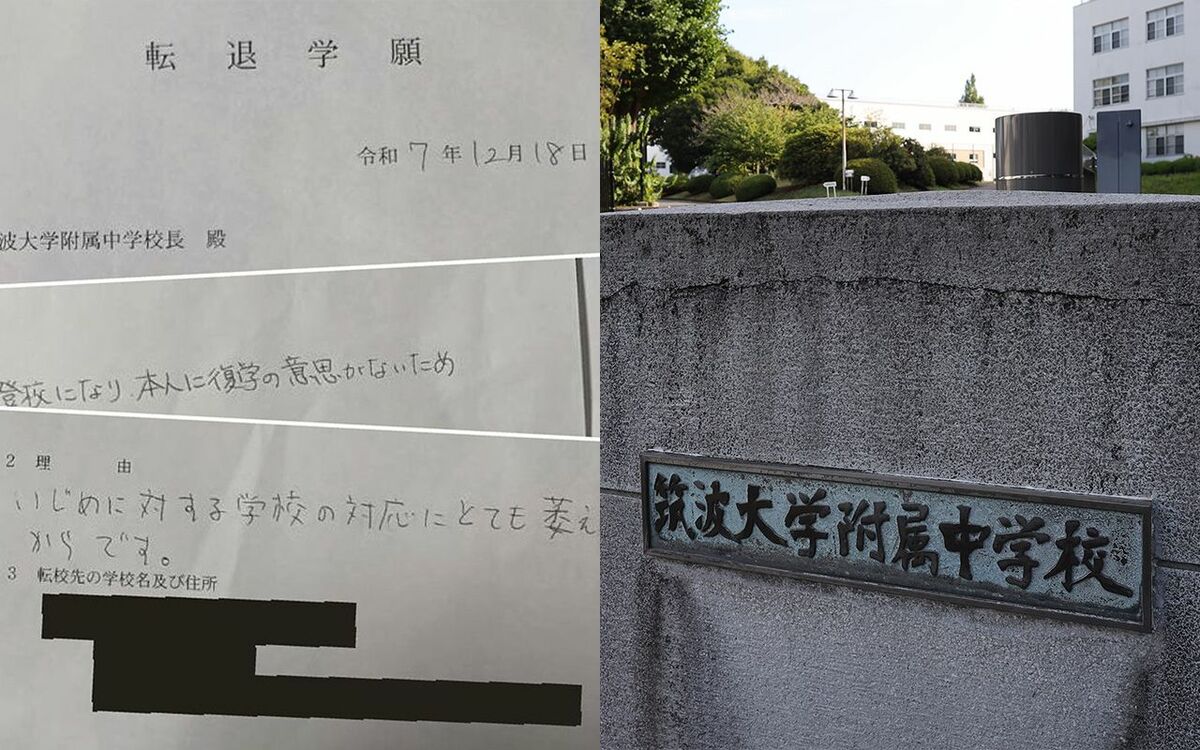 転退学願
令和7年12月18日
波大学附属中学校長 殿
登校になり、本人に復学の意思がないため
2 理 由
いじめに対する学校の対応にとても萎え
からです。
3 転校先の学校名及び住所
筑波大学附属中学校